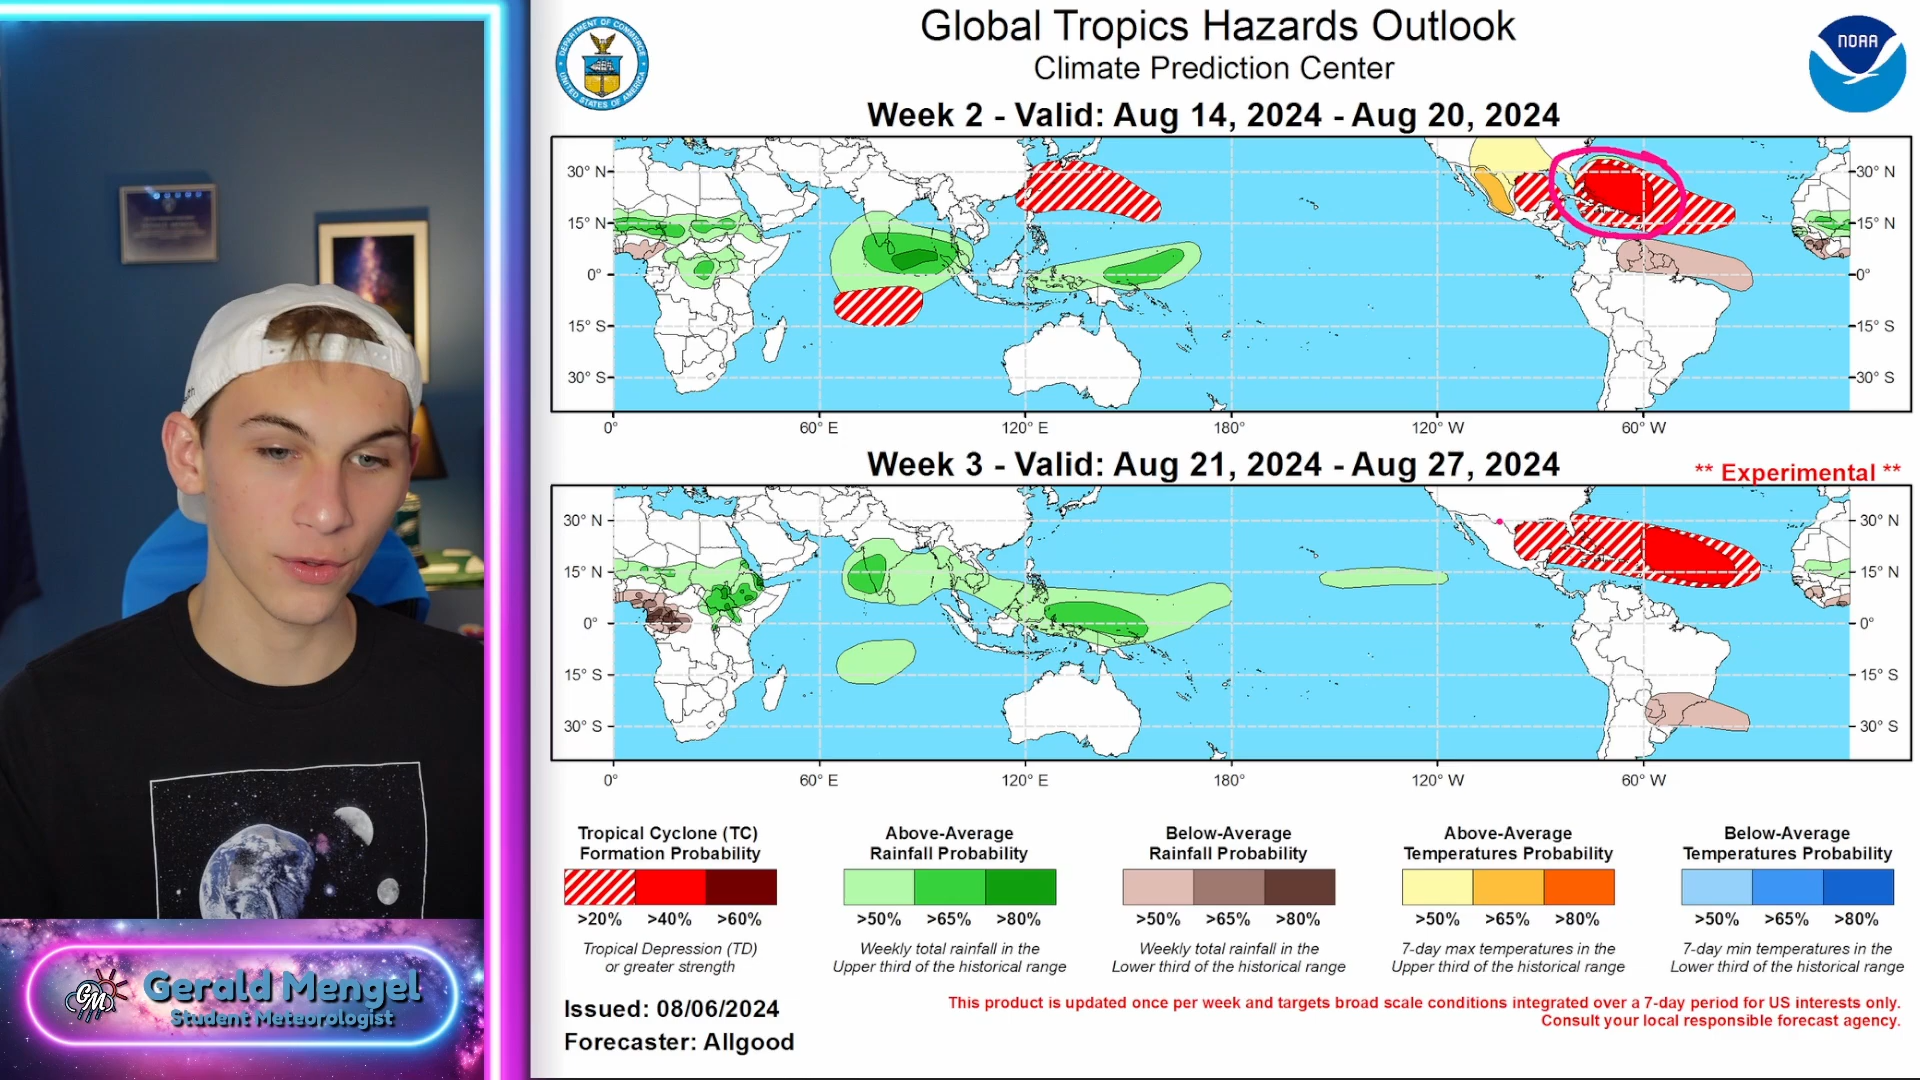 Global Tropics Hazards Outlook
Climate Prediction Center
DEPARTMENT OF COMMERCE
UNITED STATES OF AMERICA
NOAA
Week 2 - Valid: Aug 14, 2024 - Aug 20, 2024
30° N
15° N
0°
15° S
30° S
30° N
15° N
0°
15° S
30° S
0°
60° E
120° E
180°
120° W
60° W
Week 3 - Valid: Aug 21, 2024 - Aug 27, 2024
** Experimental **
30° N
15° N
0°
15° S
30° S
30° N
15° N
0°
15° S
30° S
0°
60° E
120° E
180°
120° W
60° W
Tropical Cyclone (TC)
Formation Probability
>20% >40% >60%
Tropical Depression (TD)
or greater strength
Above-Average
Rainfall Probability
>50% >65% >80%
Weekly total rainfall in the
Upper third of the historical range
Below-Average
Rainfall Probability
>50% >65% >80%
Weekly total rainfall in the
Lower third of the historical range
Above-Average
Temperatures Probability
>50% >65% >80%
7-day max temperatures in the
Upper third of the historical range
Below-Average
Temperatures Probability
>50% >65% >80%
7-day min temperatures in the
Lower third of the historical range
Issued: 08/06/2024
Forecaster: Allgood
This product is updated once per week and targets broad scale conditions integrated over a 7-day period for US interests only.
Consult your local responsible forecast agency.
GM
Gerald Mengel
Student Meteorologist